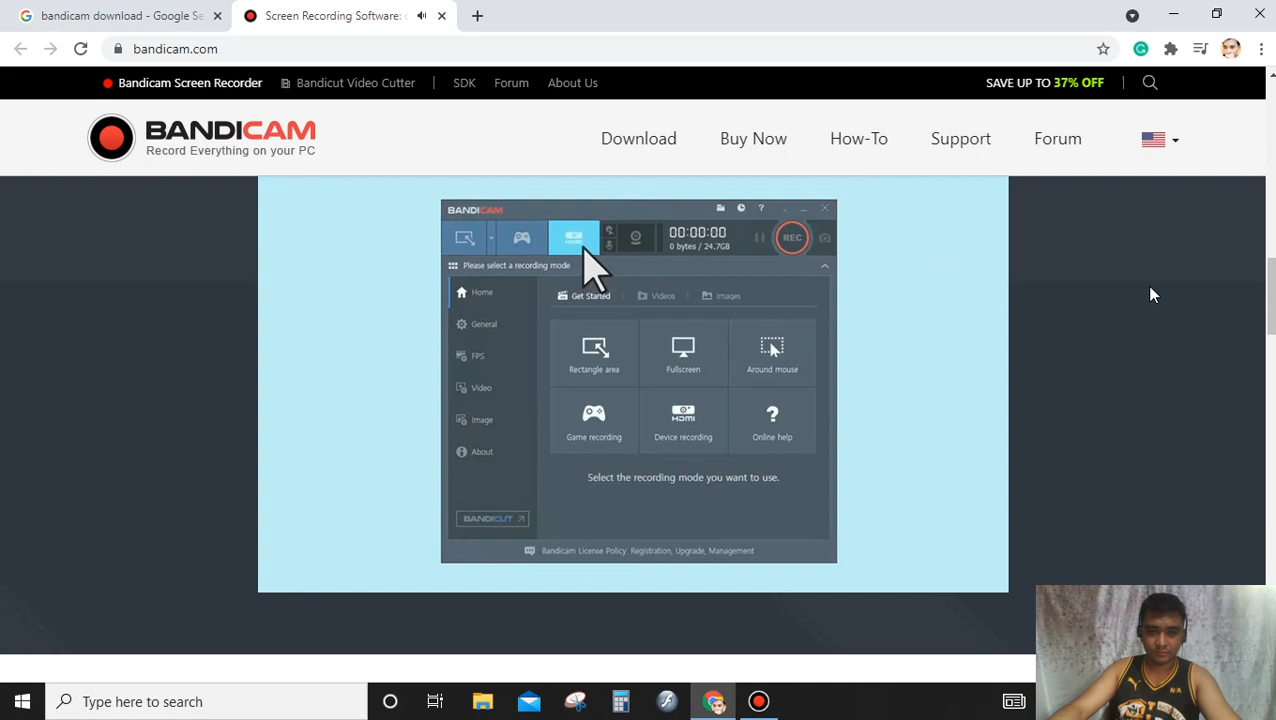 bandicam download - Google Se
Screen Recording Software:
bandicam.com
Bandicam Screen Recorder
Bandicut Video Cutter
SDK
Forum
About Us
SAVE UP TO 37% OFF
BANDICAM
Record Everything on your PC
Download
Buy Now
How-To
Support
Forum
BANDICAM
?
00:00:00
0 bytes / 24.7GB
REC
Please select a recording mode
Home
General
FPS
Video
Image
About
BANDICUT
Get Started
Videos
Images
Rectangle area
Fullscreen
Around mouse
HDMI
?
Game recording
Device recording
Online help
Select the recording mode you want to use.
Bandicam License Policy: Registration, Upgrade, Management
Type here to search